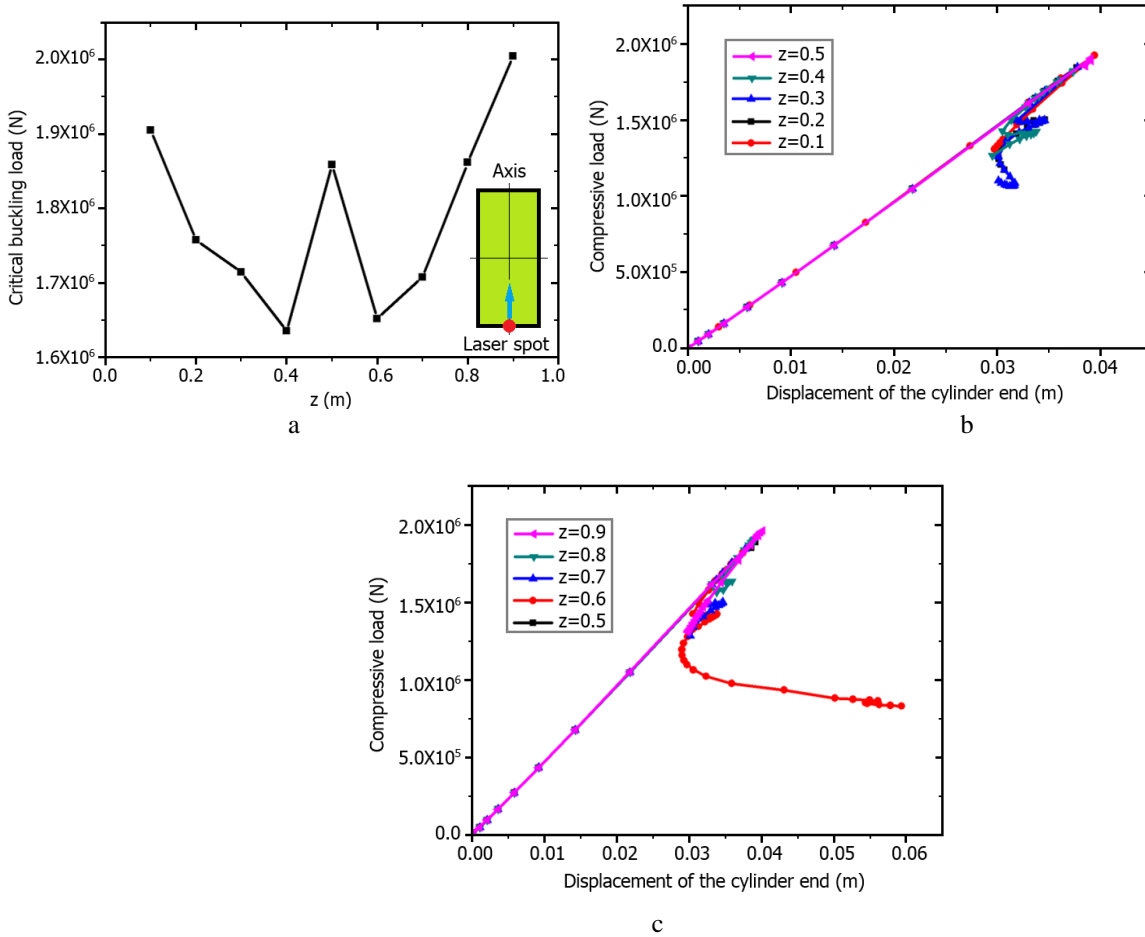 2.0X10⁶
1.9X10⁶
1.8X10⁶
1.7X10⁶
1.6X10⁶
Critical buckling load (N)
0.0 0.2 0.4 0.6 0.8 1.0
z (m)
Axis
Laser spot
a
2.0X10⁶
1.5X10⁶
1.0X10⁶
5.0X10⁵
0.0
Compressive load (N)
z=0.5
z=0.4
z=0.3
z=0.2
z=0.1
0.00 0.01 0.02 0.03 0.04
Displacement of the cylinder end (m)
b
2.0X10⁶
1.5X10⁶
1.0X10⁶
5.0X10⁵
0.0
Compressive load (N)
z=0.9
z=0.8
z=0.7
z=0.6
z=0.5
0.00 0.01 0.02 0.03 0.04 0.05 0.06
Displacement of the cylinder end (m)
c